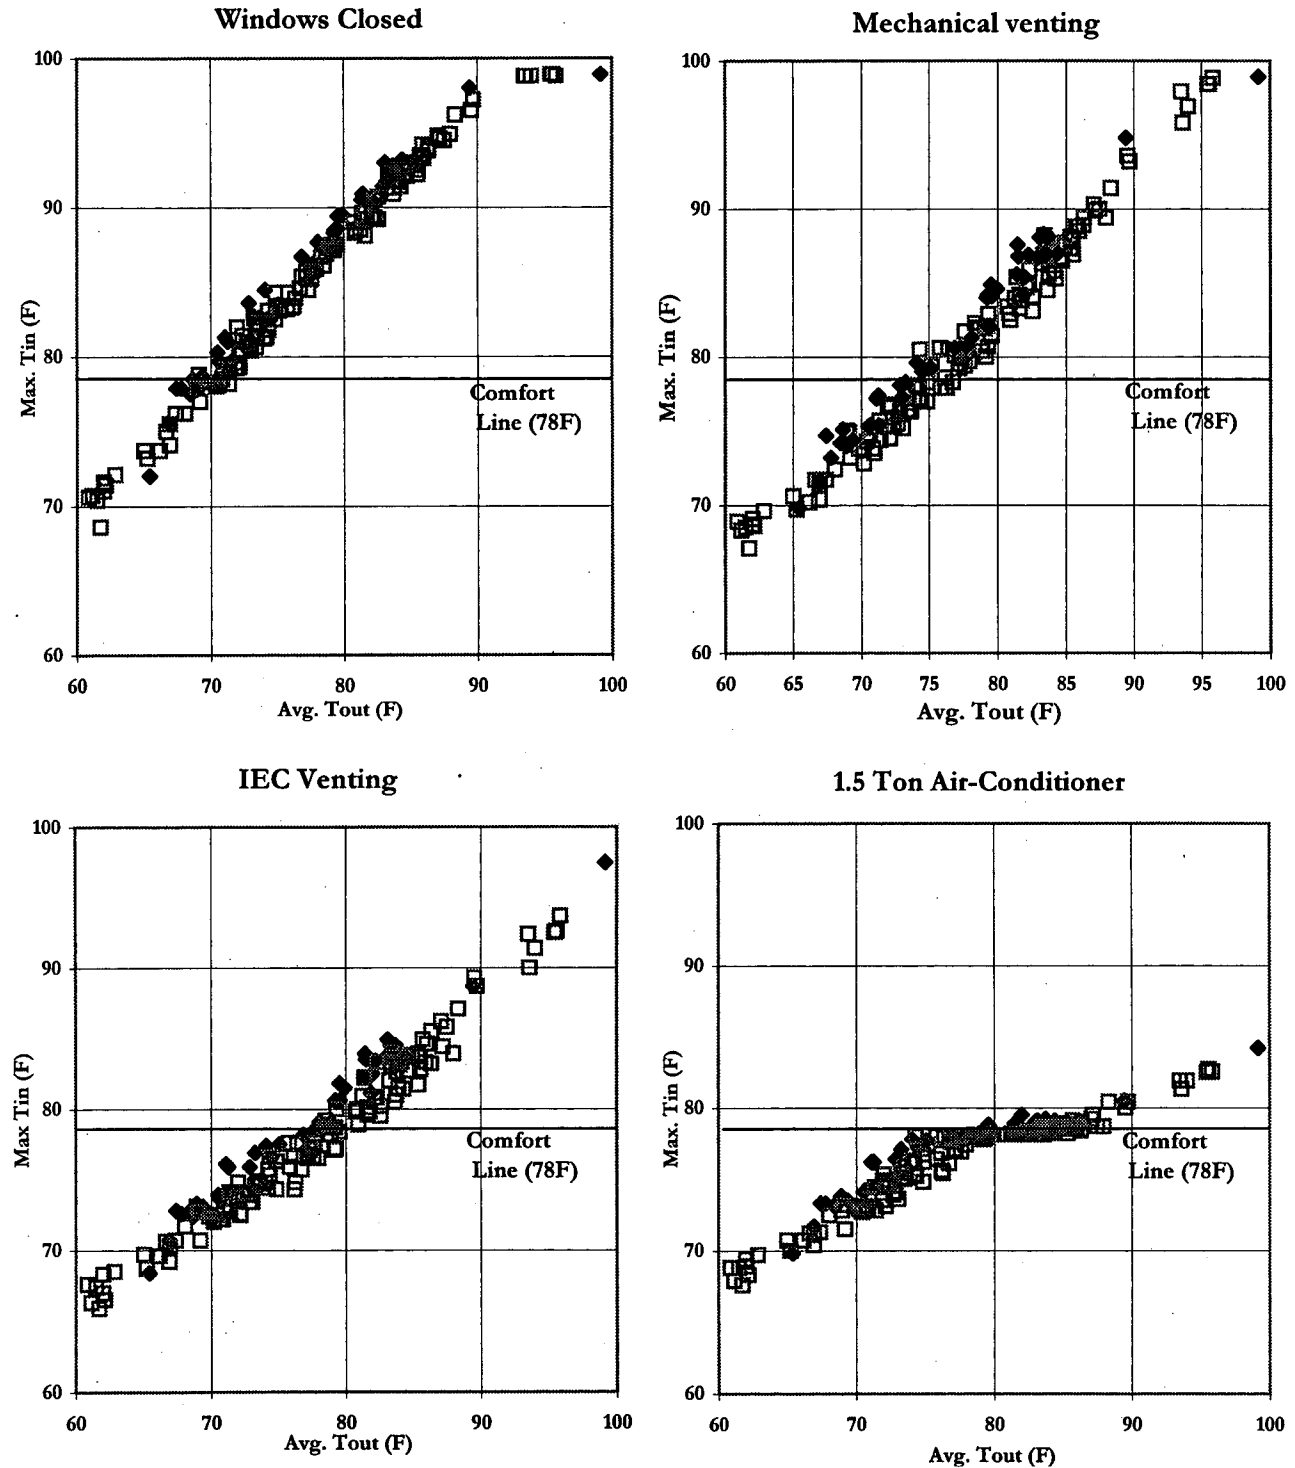 Windows Closed
100
90
80
70
60
60 70 80 90 100
Max. Tin (F)
Avg. Tout (F)
Comfort
Line (78F)
Mechanical venting
100
90
80
70
60
60 65 70 75 80 85 90 95 100
Max. Tin (F)
Avg. Tout (F)
Comfort
Line (78F)
IEC Venting
100
90
80
70
60
60 70 80 90 100
Max Tin (F)
Avg. Tout (F)
Comfort
Line (78F)
1.5 Ton Air-Conditioner
100
90
80
70
60
60 70 80 90 100
Max. Tin (F)
Avg. Tout (F)
Comfort
Line (78F)